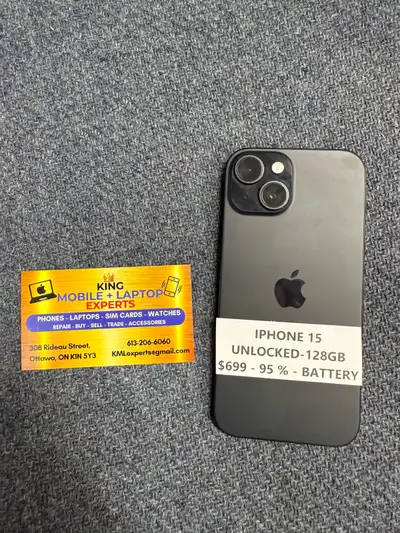 KING
MOBILE + LAPTOP
EXPERTS
PHONES - LAPTOPS - SIM CARDS - WATCHES
REPAIR - BUY - SELL - TRADE - ACCESSORIES
306 Rideau Street,
Ottawa, ON K1N 5Y3
613-206-6060
KMLexperts@gmail.com
IPHONE 15
UNLOCKED-128GB
$699 - 95 % - BATTERY